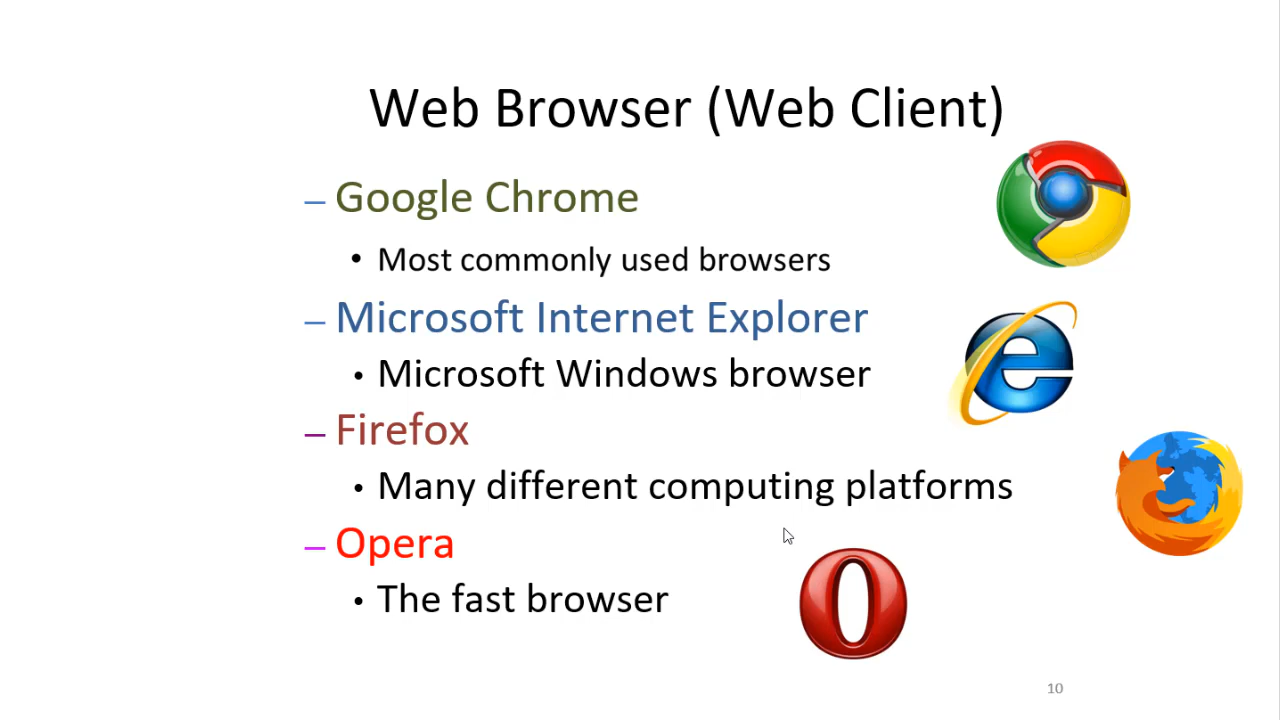 Web Browser (Web Client)
– Google Chrome
• Most commonly used browsers
– Microsoft Internet Explorer
• Microsoft Windows browser
– Firefox
• Many different computing platforms
– Opera
• The fast browser
10